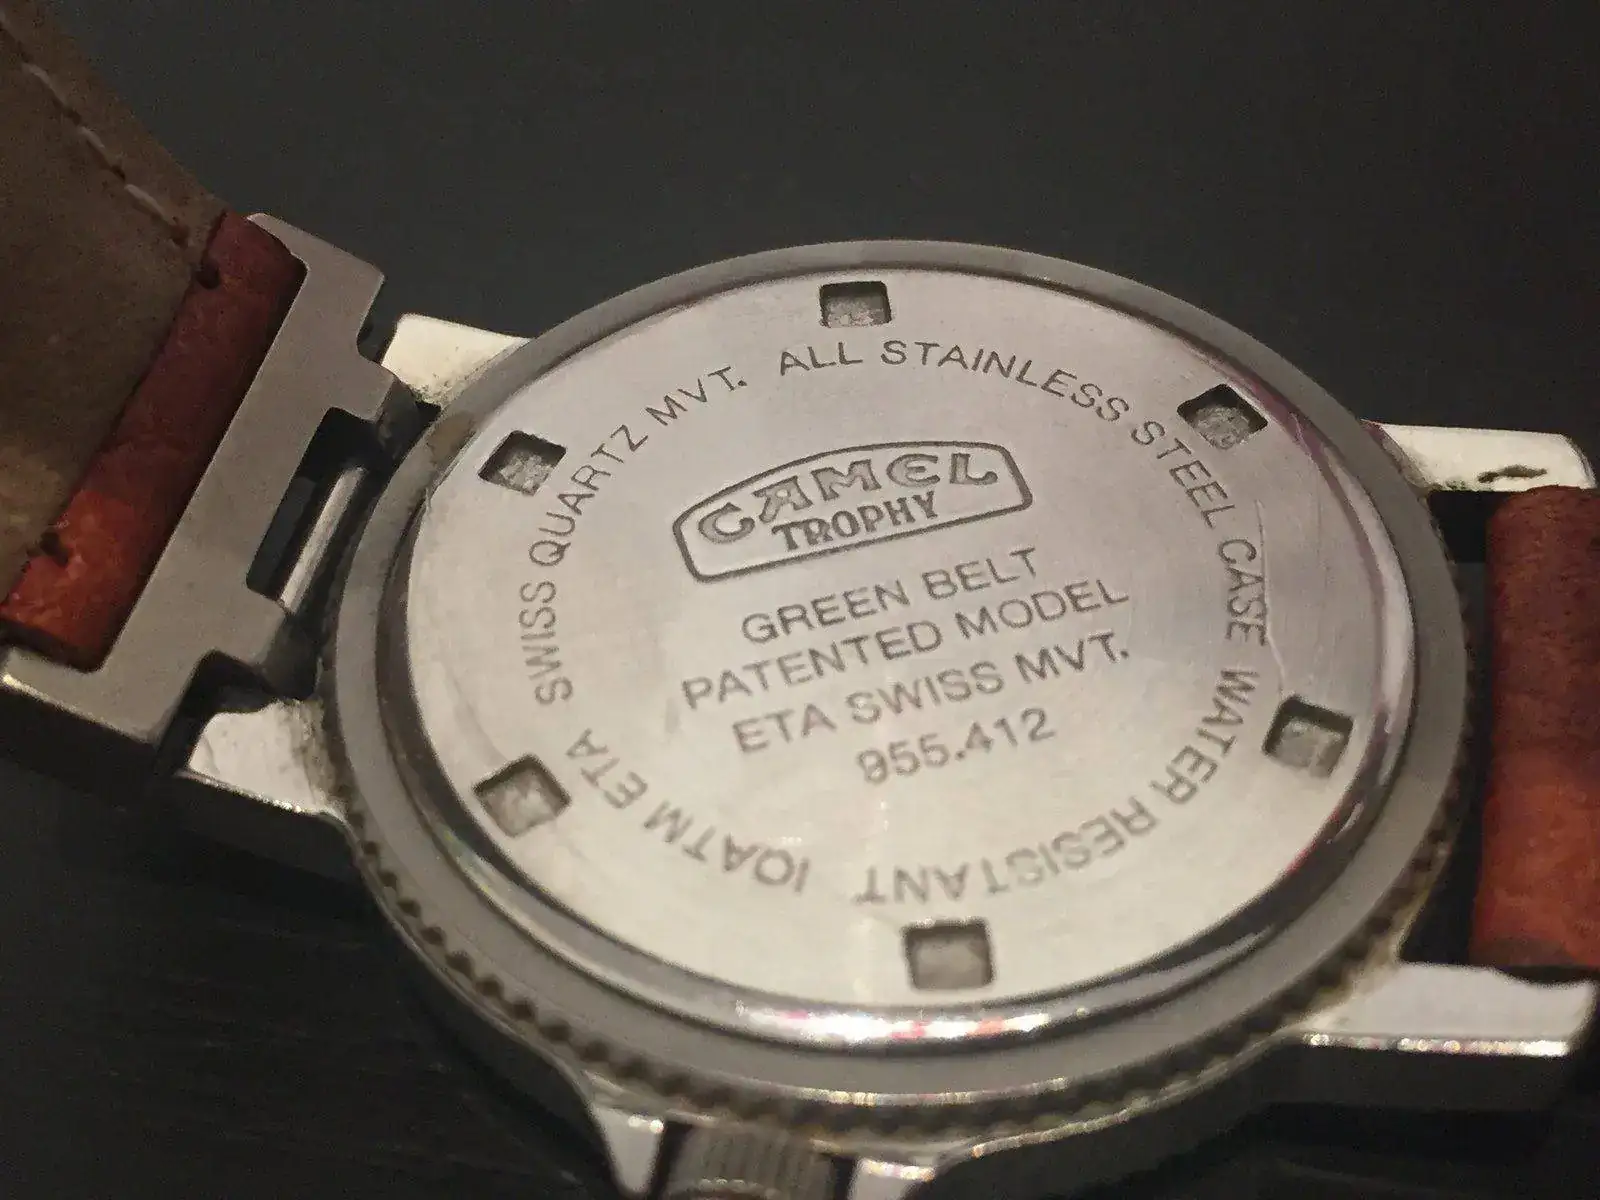 CAMEL
TROPHY
GREEN BELT
PATENTED MODEL
ETA SWISS MVT.
955.412
SWISS QUARTZ MVT. ALL STAINLESS STEEL CASE WATER RESISTANT 10ATM ETA